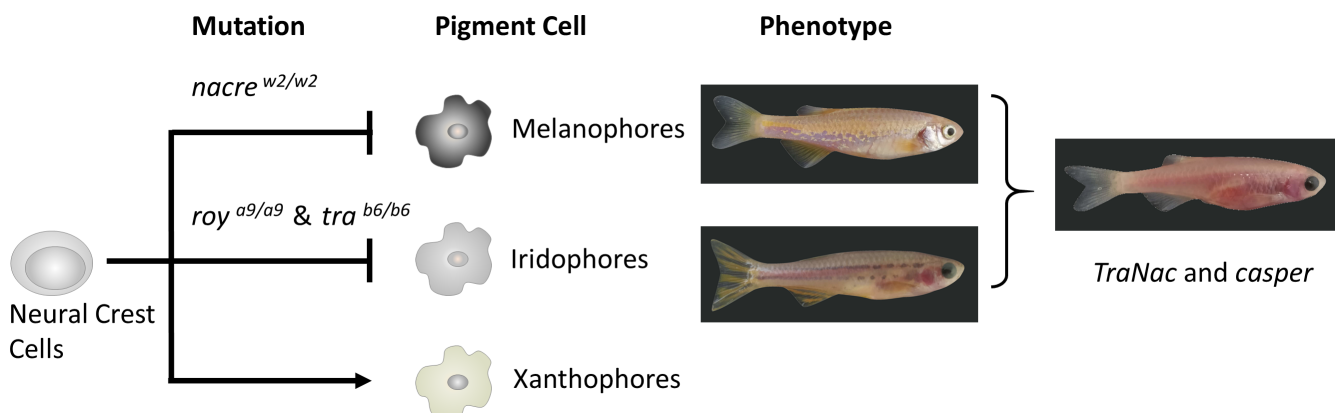 Mutation Pigment Cell Phenotype
nacre w2/w2
Melanophores
roy a9/a9 & tra b6/b6
Iridophores
TraNac and casper
Neural Crest
Cells
Xanthophores